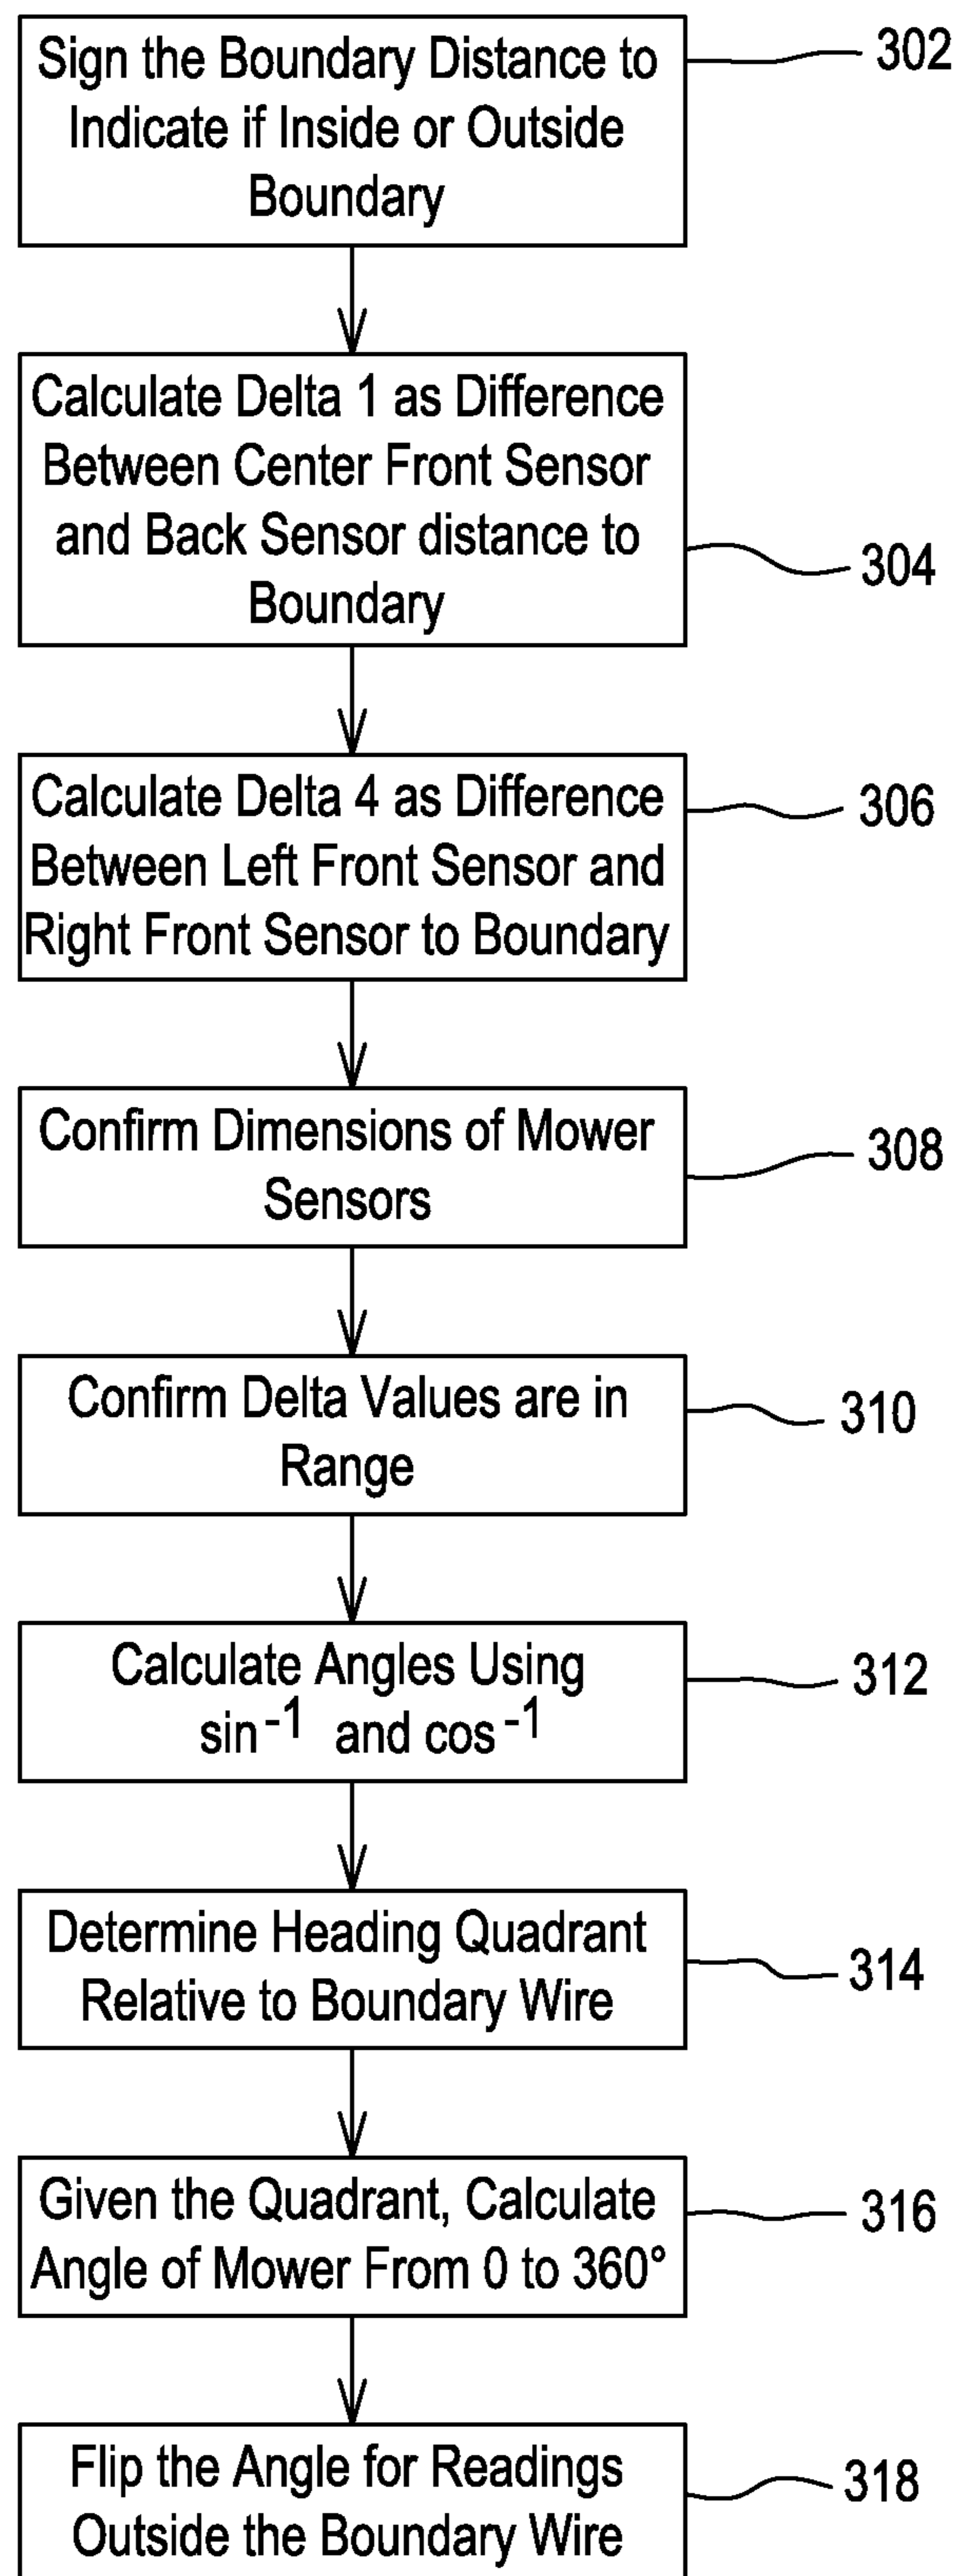 Sign the Boundary Distance to
Indicate if Inside or Outside
Boundary
302
Calculate Delta 1 as Difference
Between Center Front Sensor
and Back Sensor distance to
Boundary
304
Calculate Delta 4 as Difference
Between Left Front Sensor and
Right Front Sensor to Boundary
306
Confirm Dimensions of Mower
Sensors
308
Confirm Delta Values are in
Range
310
Calculate Angles Using
sin⁻¹ and cos⁻¹
312
Determine Heading Quadrant
Relative to Boundary Wire
314
Given the Quadrant, Calculate
Angle of Mower From 0 to 360°
316
Flip the Angle for Readings
Outside the Boundary Wire
318